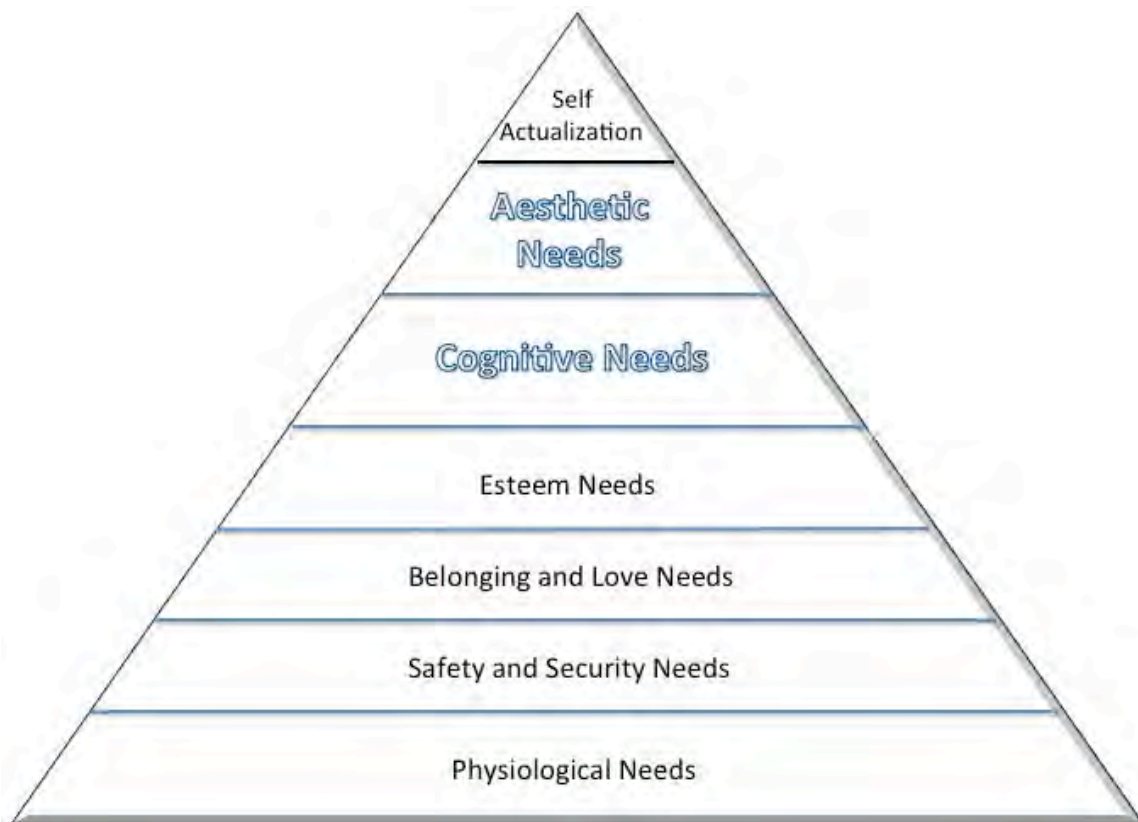 Self
Actualization
Aesthetic
Needs
Cognitive Needs
Esteem Needs
Belonging and Love Needs
Safety and Security Needs
Physiological Needs